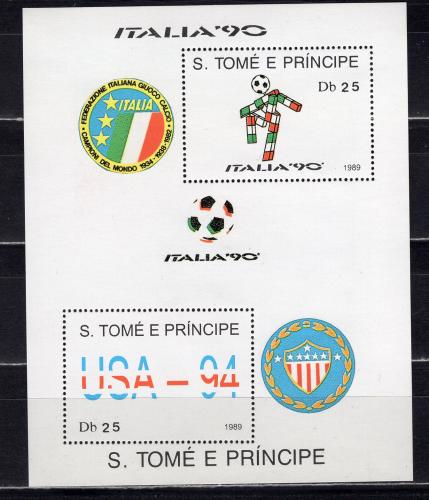 ITALIA'90
S. TOMÉ E PRÍNCIPE
Db 25
ITALIA'90
1989
FEDERAZIONE ITALIANA GIUOCO CALCIO
ITALIA
CAMPIONI DEL MONDO 1934-1938-1982
ITALIA'90
S. TOMÉ E PRÍNCIPE
USA-94
Db 25
1989
S. TOMÉ E PRÍNCIPE